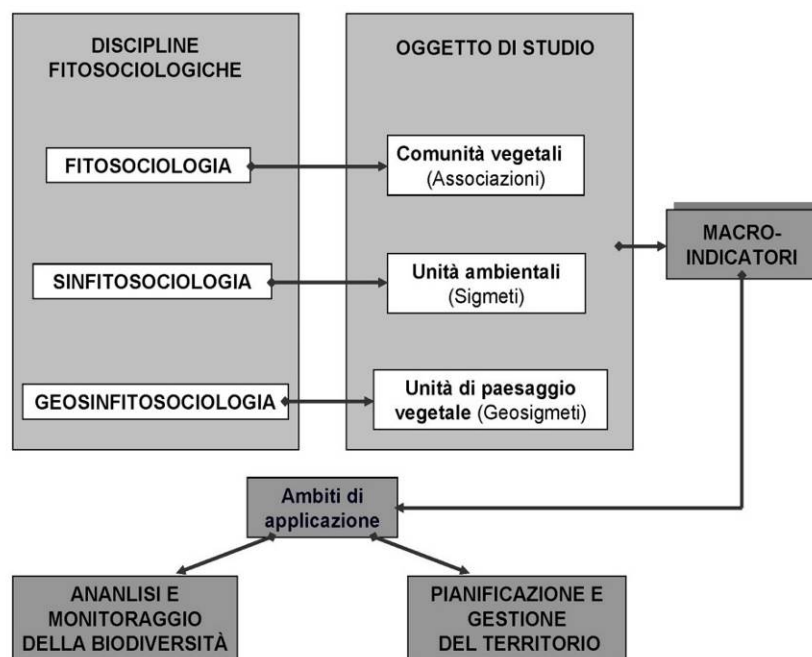 DISCIPLINE
FITOSOCIOLOGICHE
OGGETTO DI STUDIO
FITOSOCIOLOGIA
Comunità vegetali
(Associazioni)
SINFITOSOCIOLOGIA
Unità ambientali
(Sigmeti)
GEOSINFITOSOCIOLOGIA
Unità di paesaggio
vegetale (Geosigmeti)
MACRO-
INDICATORI
Ambiti di
applicazione
ANANLISI E
MONITORAGGIO
DELLA BIODIVERSITÀ
PIANIFICAZIONE E
GESTIONE
DEL TERRITORIO